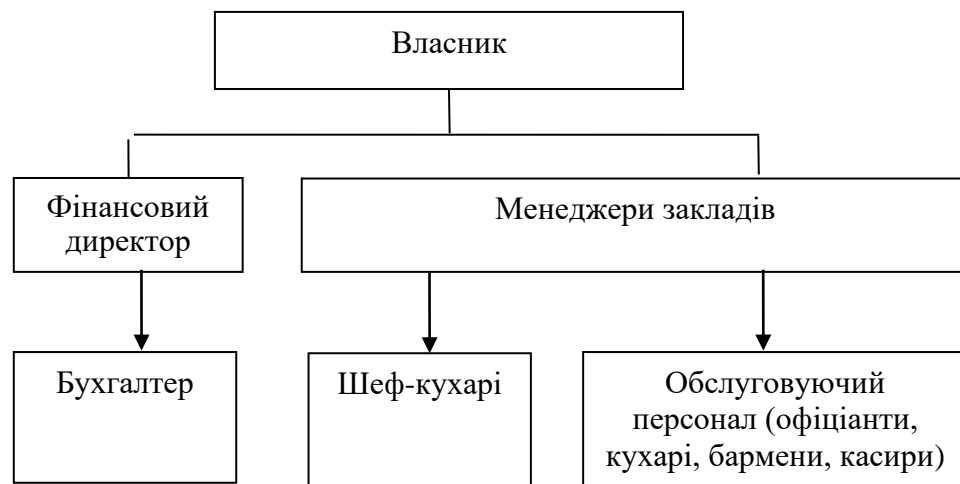 Власник
Фінансовий
директор
Менеджери закладів
Бухгалтер
Шеф-кухарі
Обслуговуючий
персонал (офіціанти,
кухарі, бармени, касири)